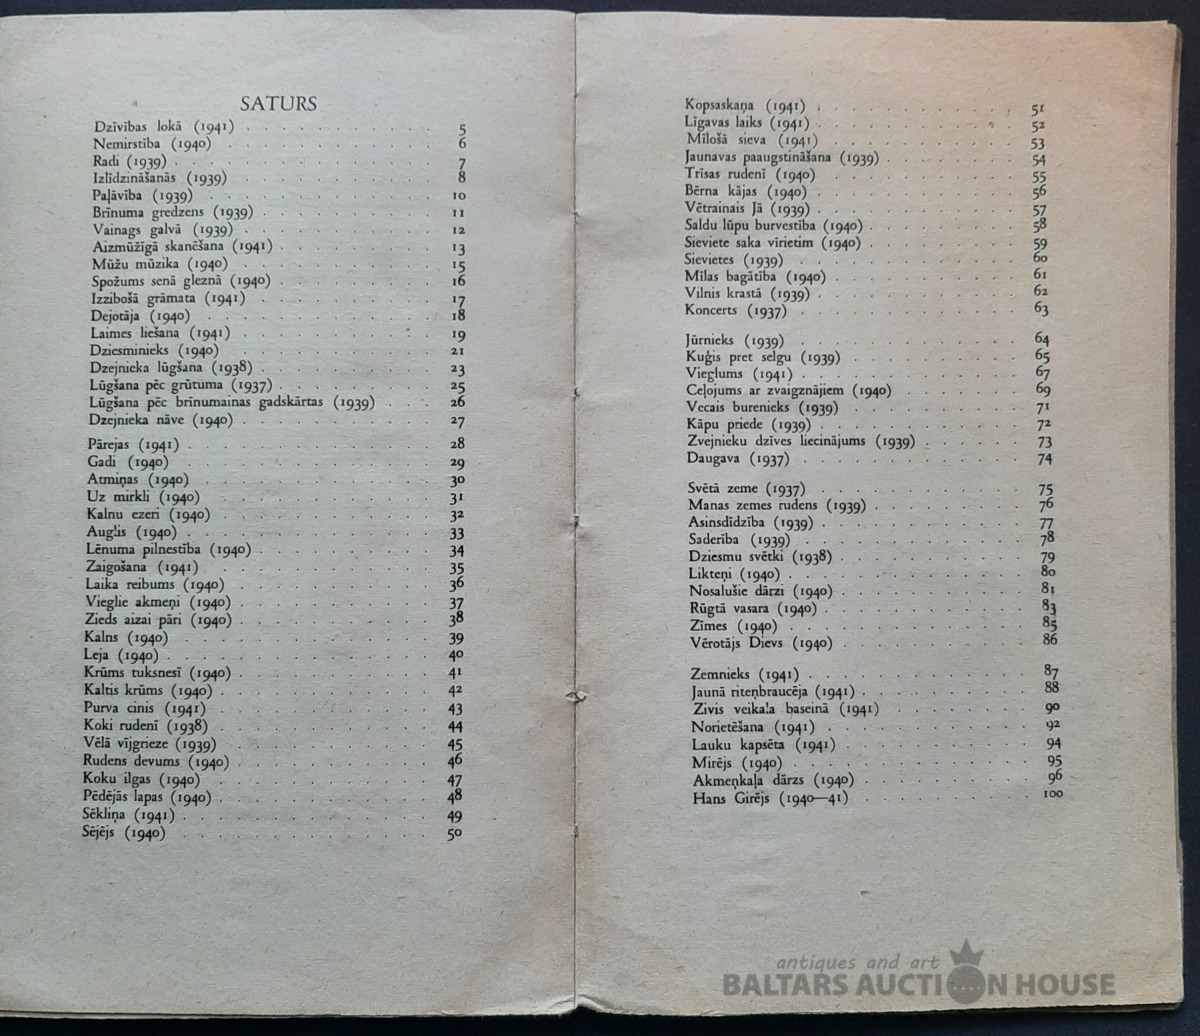 SATURS
Dzīvības lokā (1941) . . . . . . . . . . . 5
Nemirstība (1940) . . . . . . . . . . . 6
Radi (1939) . . . . . . . . . . . 7
Izlīdzināšanās (1939) . . . . . . . . . . . 8
Paļāvība (1939) . . . . . . . . . . . 10
Brīnuma gredzens (1939) . . . . . . . . . . 11
Vainags galvā (1939) . . . . . . . . . . 12
Aizmūžīgā skanēšana (1941) . . . . . . . . . 13
Mūžu mūzika (1940) . . . . . . . . . . 15
Spožums senā gleznā (1940) . . . . . . . . . 16
Izzibošā grāmata (1941) . . . . . . . . . 17
Dejotāja (1940) . . . . . . . . . . . 18
Laimes liešana (1941) . . . . . . . . . . 19
Dziesminieks (1940) . . . . . . . . . . 21
Dzejnieka lūgšana (1938) . . . . . . . . . 23
Lūgšana pēc grūtuma (1937) . . . . . . . . 25
Lūgšana pēc brīnumainas gadskārtas (1939) . . . 26
Dzejnieka nāve (1940) . . . . . . . . . . 27
Pārejas (1941) . . . . . . . . . . . 28
Gadi (1940) . . . . . . . . . . . 29
Atmiņas (1940) . . . . . . . . . . . 30
Uz mirkli (1940) . . . . . . . . . . . 31
Kalnu ezeri (1940) . . . . . . . . . . . 32
Auglis (1940) . . . . . . . . . . . 33
Lēnuma pilnestība (1940) . . . . . . . . . 34
Zaigošana (1941) . . . . . . . . . . . 35
Laika reibums (1940) . . . . . . . . . . 36
Vieglie akmeņi (1940) . . . . . . . . . . 37
Zieds aizai pāri (1940) . . . . . . . . . . 38
Kalns (1940) . . . . . . . . . . . 39
Leja (1940) . . . . . . . . . . . 40
Krūms tuksnesī (1940) . . . . . . . . . . 41
Kaltis krūms (1940) . . . . . . . . . . 42
Purva cinis (1941) . . . . . . . . . . 43
Koki rudenī (1938) . . . . . . . . . . 44
Vēlā vījgrieze (1939) . . . . . . . . . . 45
Rudens devums (1940) . . . . . . . . . . 46
Koku ilgas (1940) . . . . . . . . . . 47
Pēdējās lapas (1940) . . . . . . . . . . 48
Sēkliņa (1941) . . . . . . . . . . . 49
Sējējs (1940) . . . . . . . . . . . 50
Kopsaskaņa (1941) . . . . . . . . . . 51
Līgavas laiks (1941) . . . . . . . . . . 52
Mīlošā sieva (1941) . . . . . . . . . . 53
Jaunavas paaugstināšana (1939) . . . . . . . 54
Trīsas rudenī (1940) . . . . . . . . . . 55
Bērna kājas (1940) . . . . . . . . . . 56
Vētrainais Jā (1939) . . . . . . . . . . 57
Saldu lūpu burvestība (1940) . . . . . . . . 58
Sieviete saka vīrietim (1940) . . . . . . . . 59
Sievietes (1939) . . . . . . . . . . . 60
Mīlas bagātība (1940) . . . . . . . . . . 61
Vilnis krastā (1939) . . . . . . . . . . 62
Koncerts (1937) . . . . . . . . . . . 63
Jūrnieks (1939) . . . . . . . . . . . 64
Kuģis pret selgu (1939) . . . . . . . . . 65
Vieglums (1941) . . . . . . . . . . . 67
Ceļojums ar zvaigznājiem (1940) . . . . . . . 69
Vecais burenieks (1939) . . . . . . . . . 71
Kāpu priede (1939) . . . . . . . . . . 72
Zvejnieku dzīves liecinājums (1939) . . . . . . 73
Daugava (1937) . . . . . . . . . . . 74
Svētā zeme (1937) . . . . . . . . . . 75
Manas zemes rudens (1939) . . . . . . . . 76
Asinsdīdzība (1939) . . . . . . . . . . 77
Saderība (1939) . . . . . . . . . . . 78
Dziesmu svētki (1938) . . . . . . . . . 79
Likteņi (1940) . . . . . . . . . . . 80
Nosalušie dārzi (1940) . . . . . . . . . 81
Rūgtā vasara (1940) . . . . . . . . . . 83
Zīmes (1940) . . . . . . . . . . . 85
Vērotājs Dievs (1940) . . . . . . . . . 86
Zemnieks (1941) . . . . . . . . . . . 87
Jaunā riteņbraucēja (1941) . . . . . . . . 88
Zivis veikala baseinā (1941) . . . . . . . . 90
Norietēšana (1941) . . . . . . . . . . 92
Lauku kapsēta (1941) . . . . . . . . . 94
Mirējs (1940) . . . . . . . . . . . 95
Akmeņkaļa dārzs (1940) . . . . . . . . . 96
Hans Girējs (1940—41) . . . . . . . . . 100
antiques and art
BALTARS AUCTION HOUSE